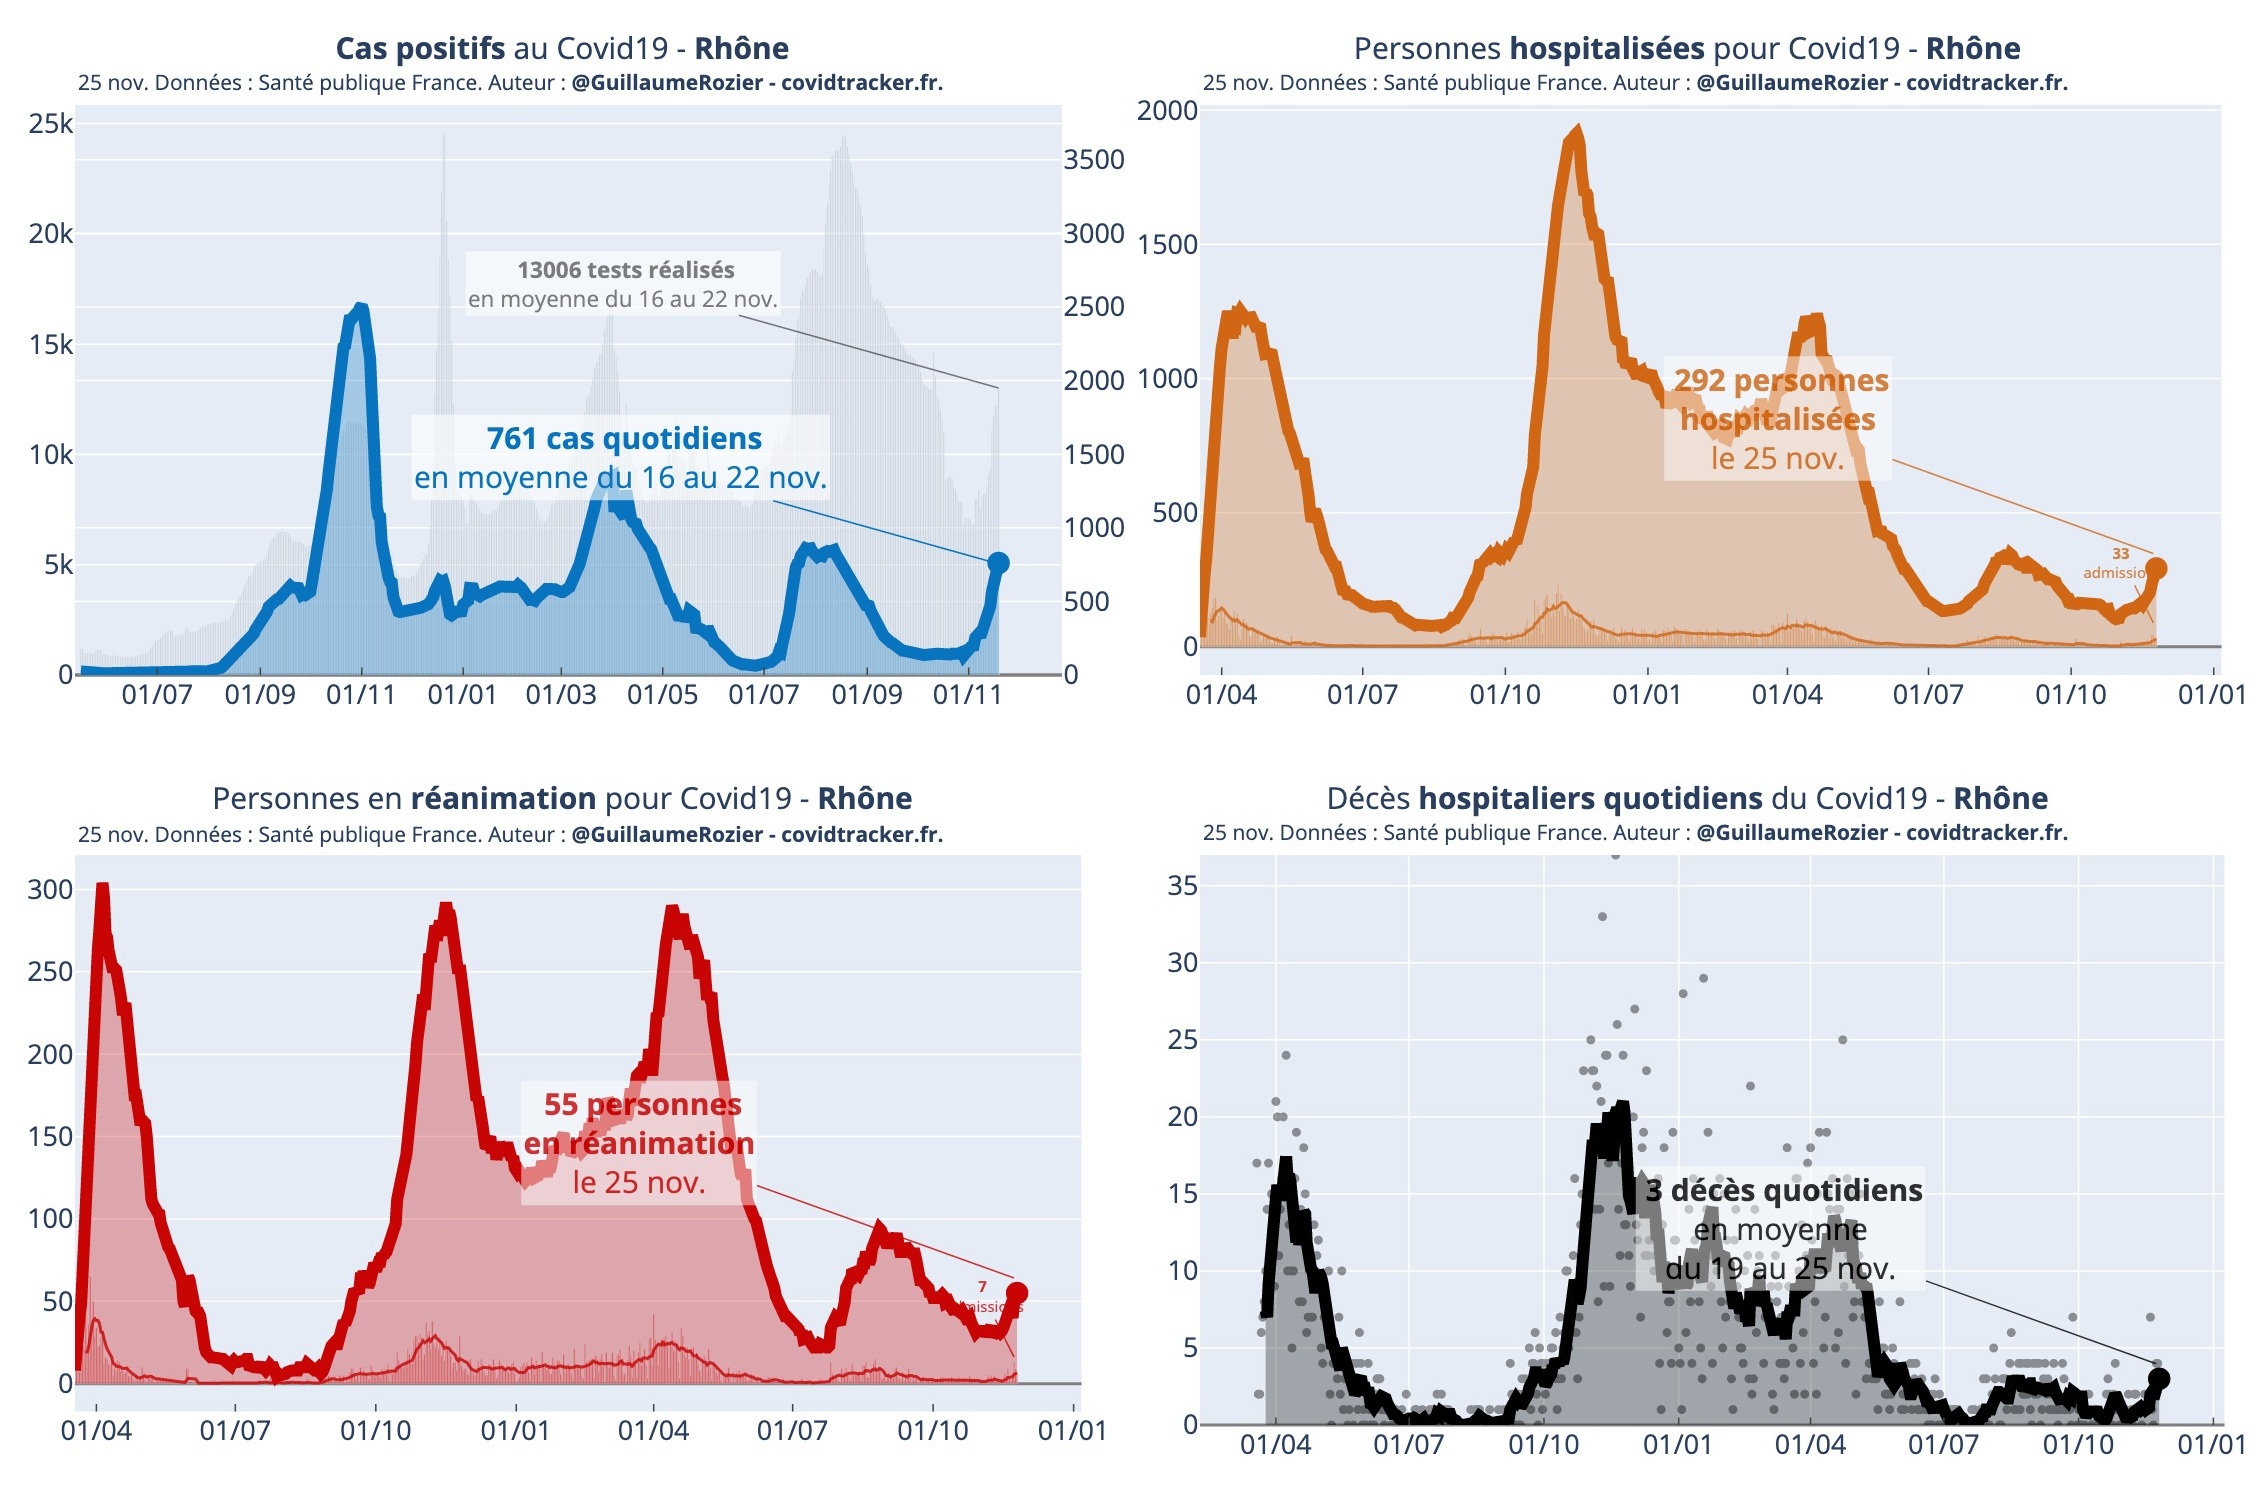 Cas positifs au Covid19 - Rhône
25 nov. Données : Santé publique France. Auteur : @GuillaumeRozier - covidtracker.fr.
25k
20k
15k
10k
5k
0
3500
3000
2500
2000
1500
1000
500
0
13006 tests réalisés
en moyenne du 16 au 22 nov.
761 cas quotidiens
en moyenne du 16 au 22 nov.
01/07 01/09 01/11 01/01 01/03 01/05 01/07 01/09 01/11
Personnes hospitalisées pour Covid19 - Rhône
25 nov. Données : Santé publique France. Auteur : @GuillaumeRozier - covidtracker.fr.
2000
1500
1000
500
0
292 personnes
hospitalisées
le 25 nov.
33
admissio
01/04 01/07 01/10 01/01 01/04 01/07 01/10 01/01
Personnes en réanimation pour Covid19 - Rhône
25 nov. Données : Santé publique France. Auteur : @GuillaumeRozier - covidtracker.fr.
300
250
200
150
100
50
0
55 personnes
en réanimation
le 25 nov.
7
01/04 01/07 01/10 01/01 01/04 01/07 01/10 01/01
Décès hospitaliers quotidiens du Covid19 - Rhône
25 nov. Données : Santé publique France. Auteur : @GuillaumeRozier - covidtracker.fr.
35
30
25
20
15
10
5
0
3 décès quotidiens
en moyenne
du 19 au 25 nov.
01/04 01/07 01/10 01/01 01/04 01/07 01/10 01/01